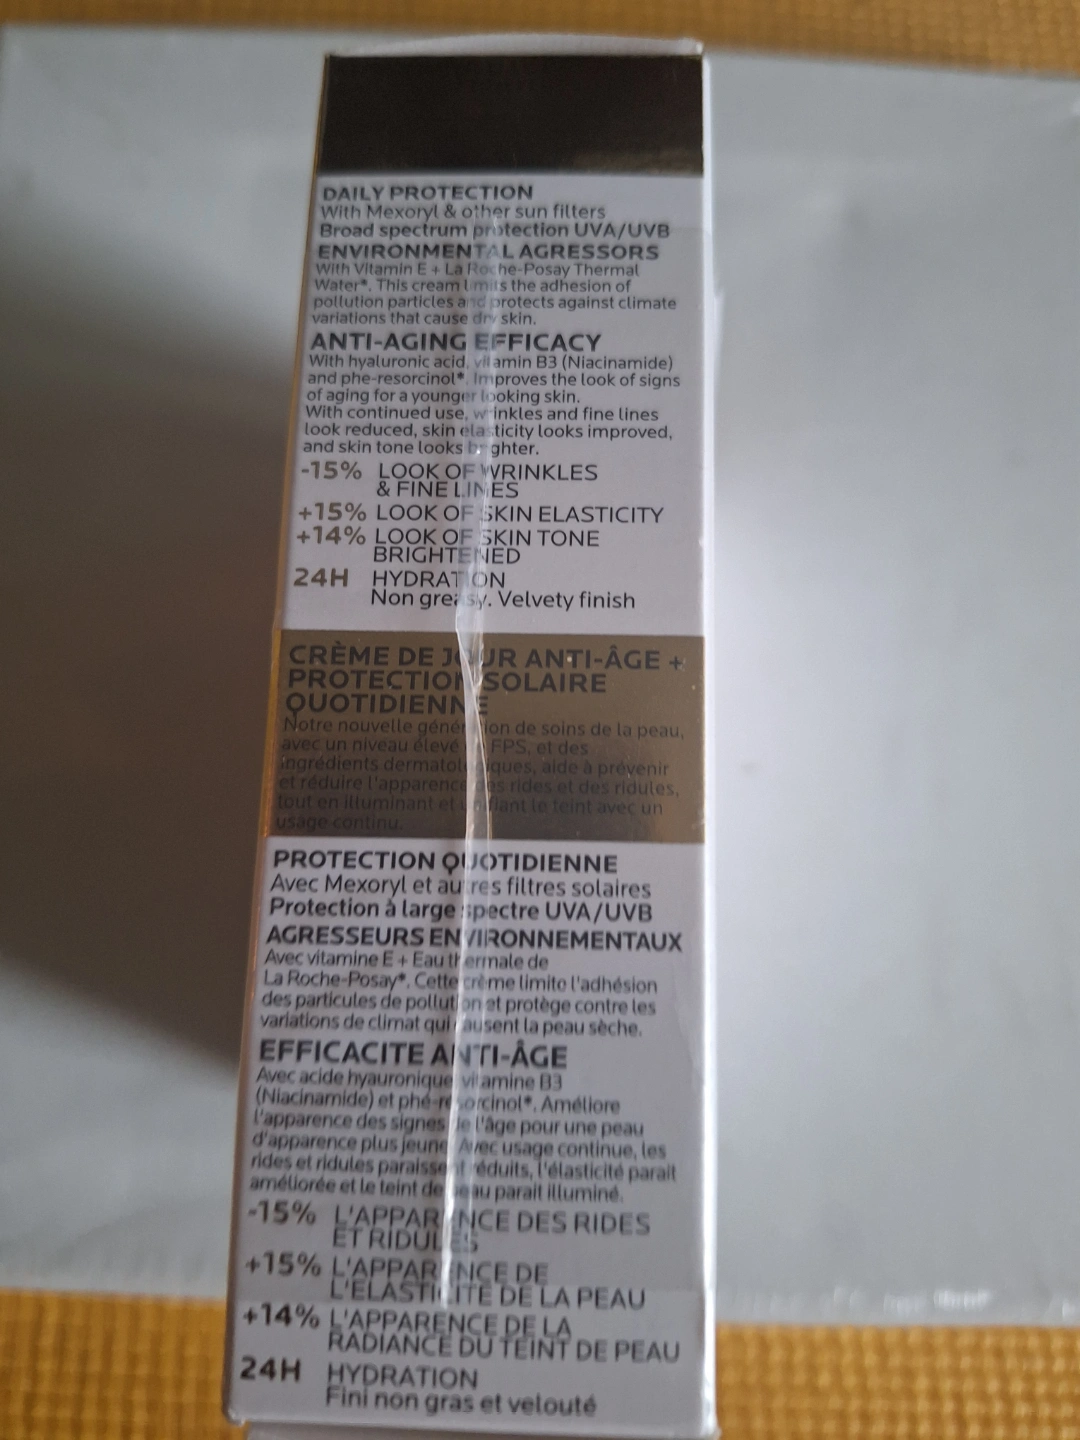 DAILY PROTECTION
With Mexoryl & other sun filters
Broad spectrum protection UVA/UVB
ENVIRONMENTAL AGRESSORS
With Vitamin E + La Roche-Posay Thermal
Water*. This cream limits the adhesion of
pollution particles and protects against climate
variations that cause dry skin.
ANTI-AGING EFFICACY
With hyaluronic acid, vitamin B3 (Niacinamide)
and phe-resorcinol*. Improves the look of signs
of aging for a younger looking skin.
With continued use, wrinkles and fine lines
look reduced, skin elasticity looks improved,
and skin tone looks brighter.
-15% LOOK OF WRINKLES
& FINE LINES
+15% LOOK OF SKIN ELASTICITY
+14% LOOK OF SKIN TONE
BRIGHTENED
24H HYDRATION
Non greasy. Velvety finish
CRÈME DE JOUR ANTI-ÂGE +
PROTECTION SOLAIRE
QUOTIDIENNE
Notre nouvelle génération de soins de la peau,
avec un niveau élevé de FPS, et des
ingrédients dermatologiques, aide à prévenir
et réduire l'apparence des rides et des ridules,
tout en illuminant et unifiant le teint avec un
usage continu.
PROTECTION QUOTIDIENNE
Avec Mexoryl et autres filtres solaires
Protection à large spectre UVA/UVB
AGRESSEURS ENVIRONNEMENTAUX
Avec vitamine E + Eau thermale de
La Roche-Posay*. Cette crème limite l'adhésion
des particules de pollution et protège contre les
variations de climat qui causent la peau sèche.
EFFICACITE ANTI-ÂGE
Avec acide hyauronique, vitamine B3
(Niacinamide) et phé-resorcinol*. Améliore
l'apparence des signes de l'âge pour une peau
d'apparence plus jeune. Avec usage continue, les
rides et ridules paraissent réduits, l'élasticité parait
améliorée et le teint de peau parait illuminé.
-15% L'APPARENCE DES RIDES
ET RIDULES
+15% L'APPARENCE DE
L'ELASTICITE DE LA PEAU
+14% L'APPARENCE DE LA
RADIANCE DU TEINT DE PEAU
24H HYDRATION
Fini non gras et velouté